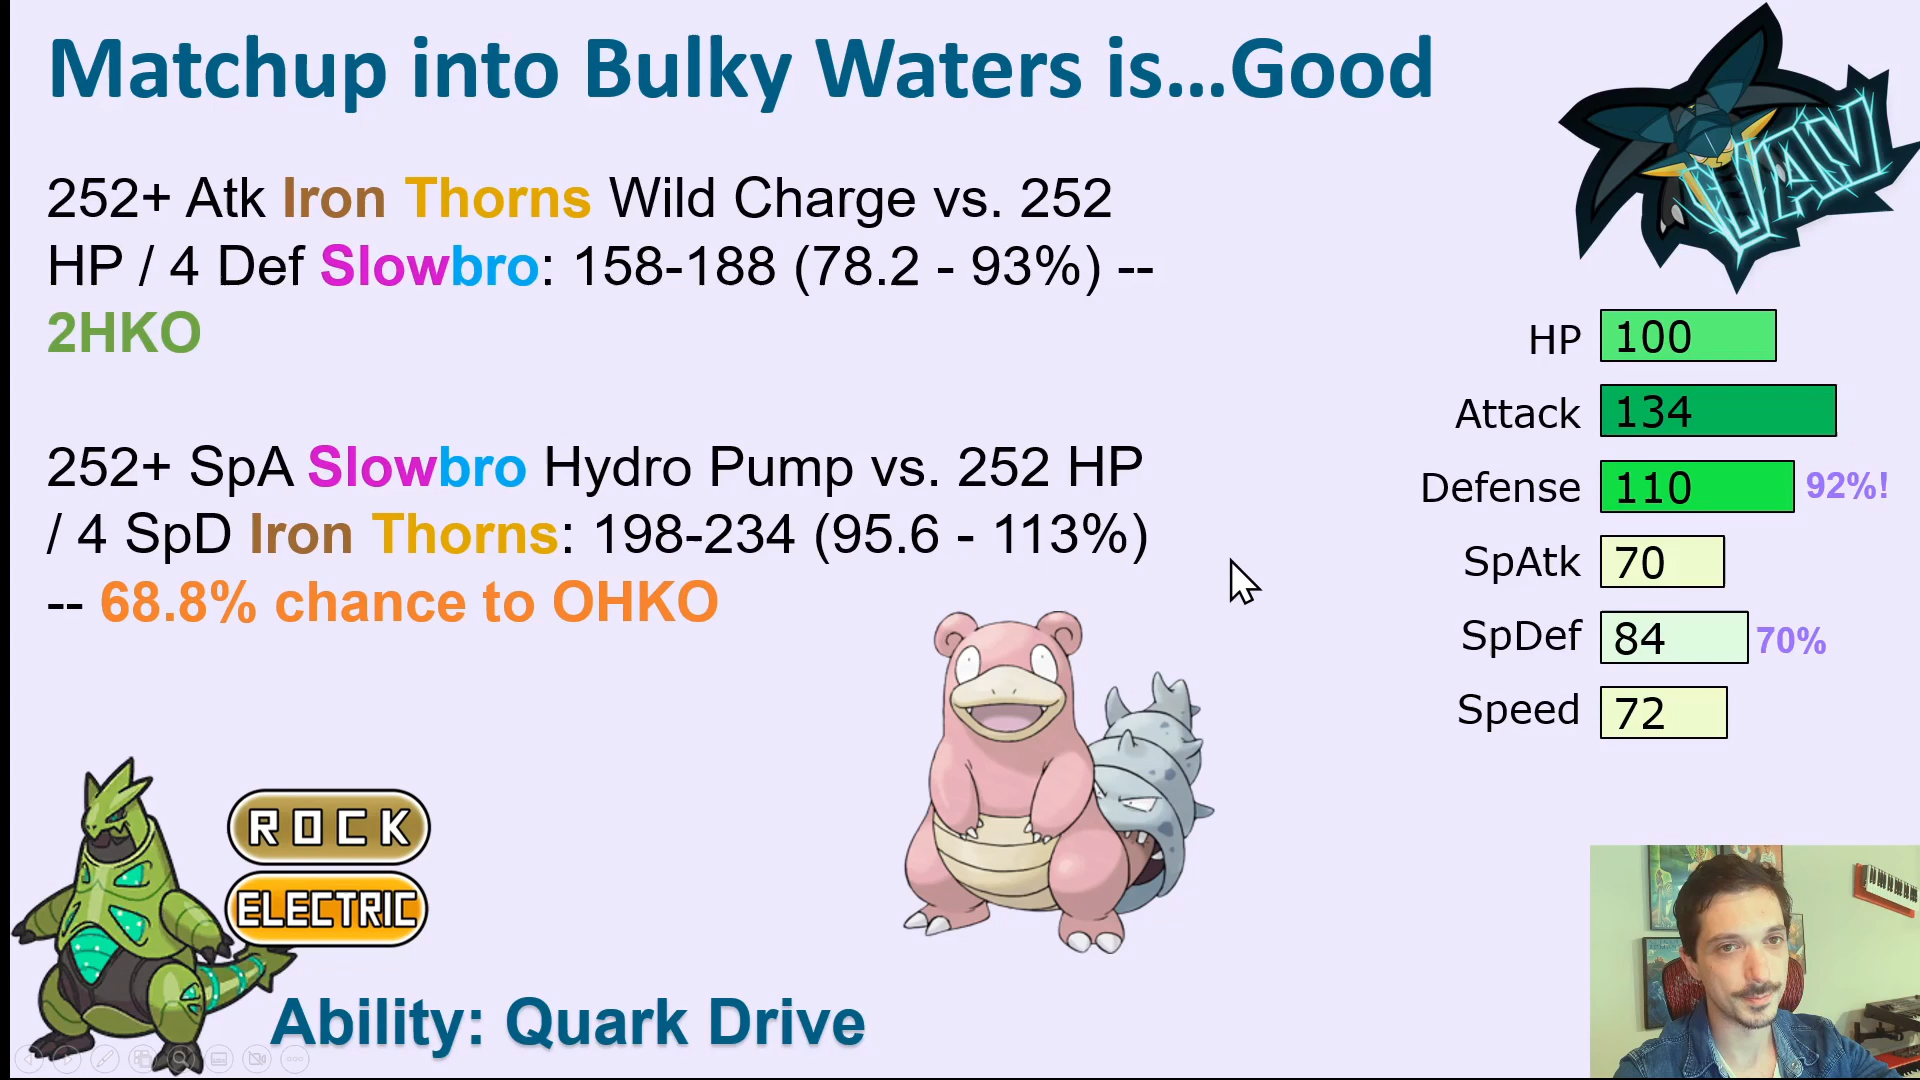 Matchup into Bulky Waters is...Good
VAIV
252+ Atk Iron Thorns Wild Charge vs. 252
HP / 4 Def Slowbro: 158-188 (78.2 - 93%) --
2HKO
252+ SpA Slowbro Hydro Pump vs. 252 HP
/ 4 SpD Iron Thorns: 198-234 (95.6 - 113%)
-- 68.8% chance to OHKO
HP 100
Attack 134
Defense 110 92%!
SpAtk 70
SpDef 84 70%
Speed 72
ROCK
ELECTRIC
Ability: Quark Drive